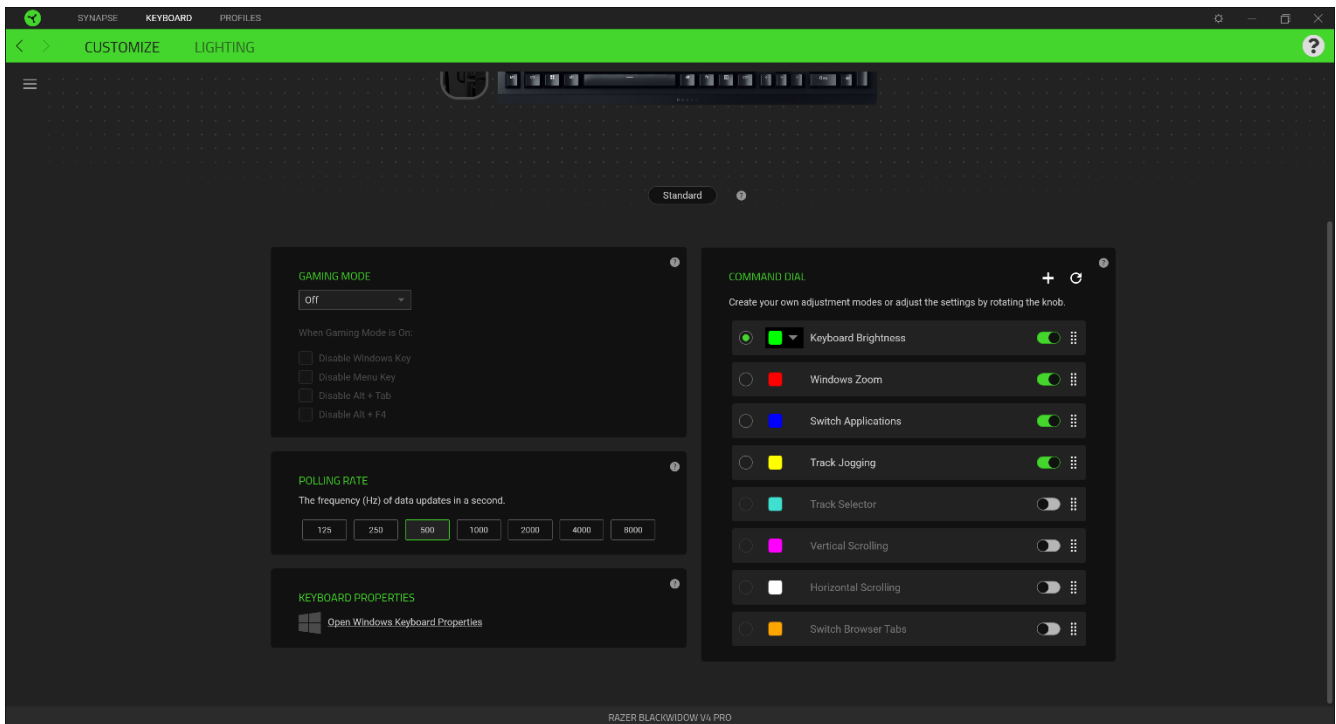 SYNAPSE KEYBOARD PROFILES
CUSTOMIZE LIGHTING
Standard
GAMING MODE
Off
When Gaming Mode is On:
Disable Windows Key
Disable Menu Key
Disable Alt + Tab
Disable Alt + F4
POLLING RATE
The frequency (Hz) of data updates in a second.
125 250 500 1000 2000 4000 8000
KEYBOARD PROPERTIES
Open Windows Keyboard Properties
COMMAND DIAL
Create your own adjustment modes or adjust the settings by rotating the knob.
Keyboard Brightness
Windows Zoom
Switch Applications
Track Jogging
Track Selector
Vertical Scrolling
Horizontal Scrolling
Switch Browser Tabs
RAZER BLACKWIDOW V4 PRO